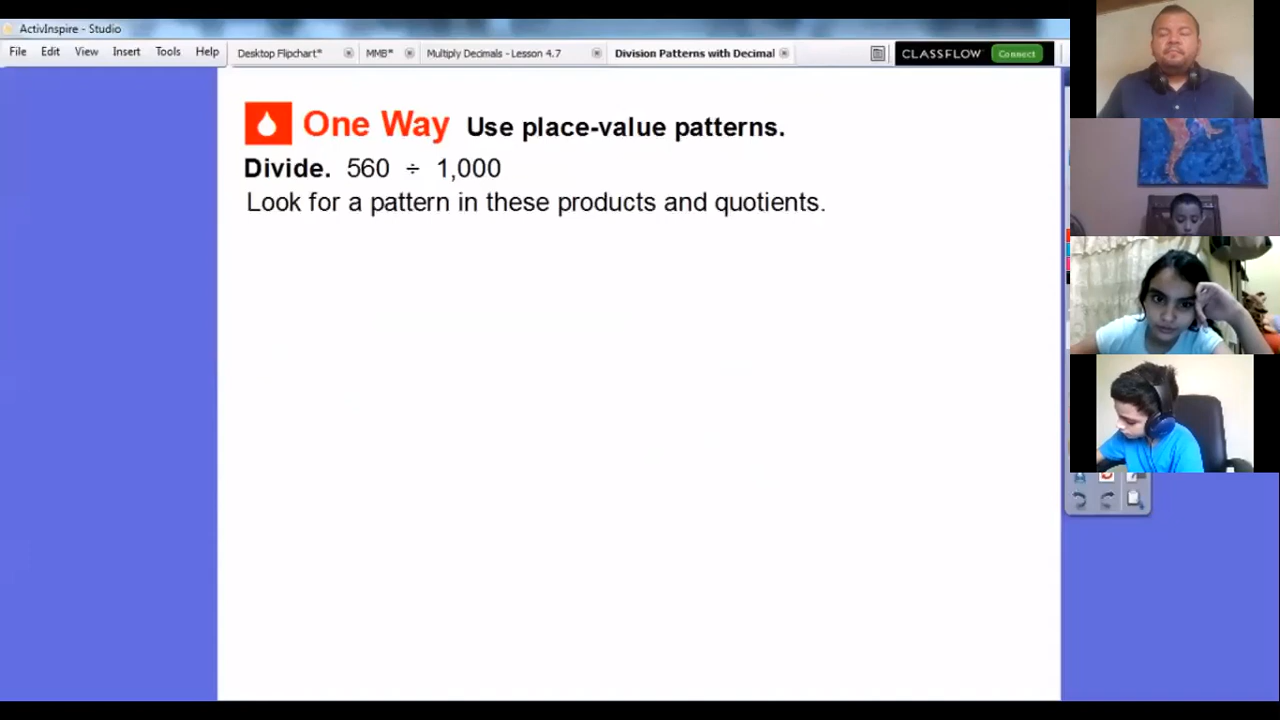 ActivInspire - Studio
File Edit View Insert Tools Help
Desktop Flipchart* MMB* Multiply Decimals - Lesson 4.7 Division Patterns with Decimal
CLASSFLOW Connect
One Way Use place-value patterns.
Divide. 560 ÷ 1,000
Look for a pattern in these products and quotients.